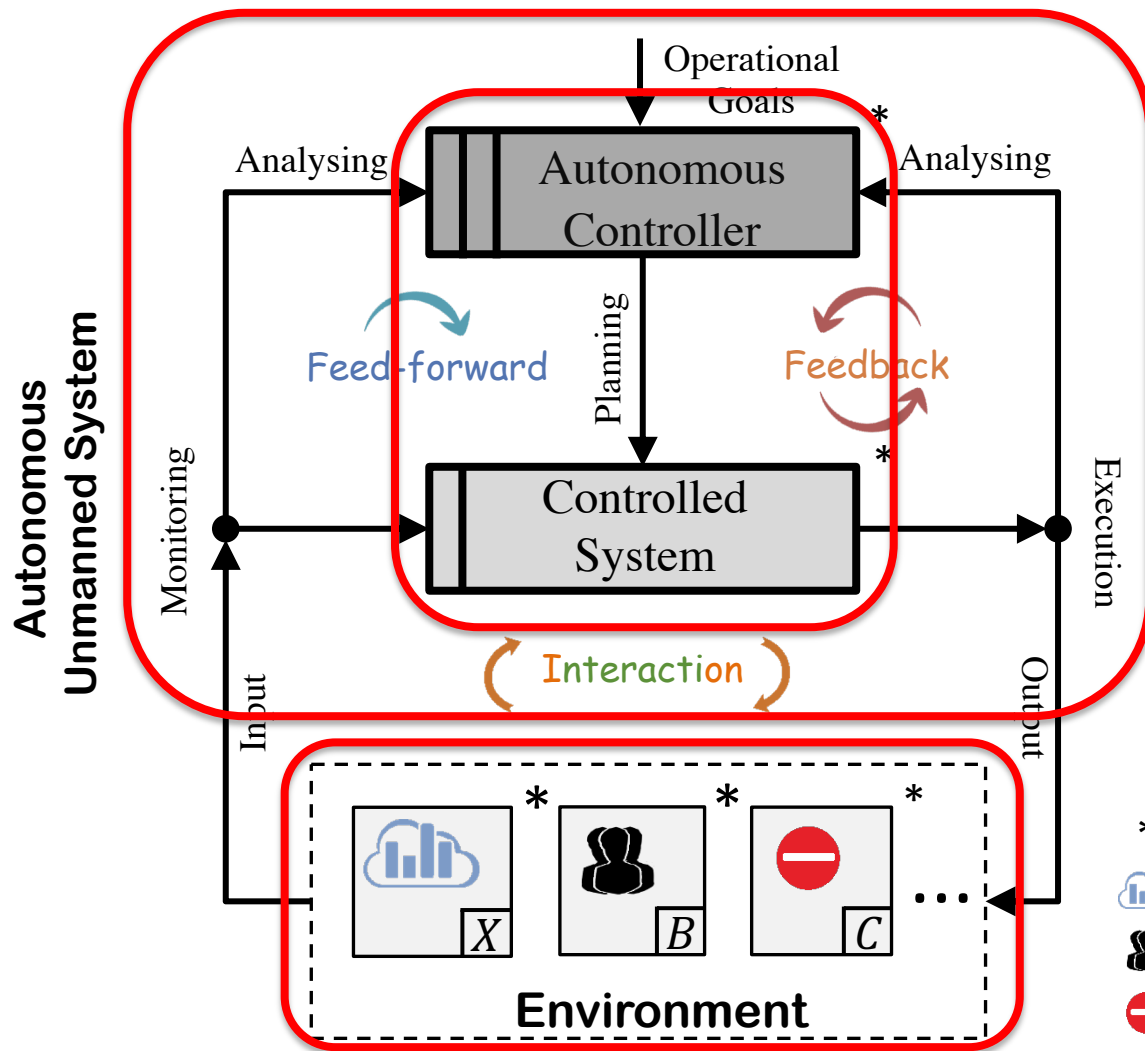 Operational
Goals
*
Analysing
Analysing
Autonomous
Controller
Feed-forward
Planning
Feedback
*
Autonomous
Unmanned System
Monitoring
Controlled
System
Execution
Interaction
Input
Output
* * *
*
X
B
C
...
Environment